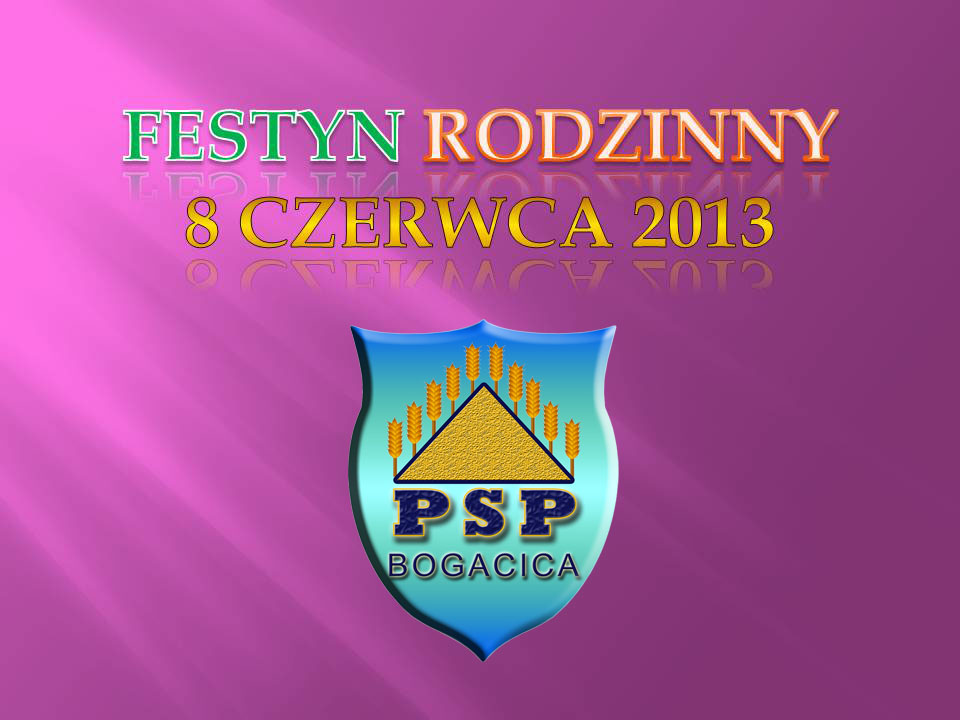 FESTYN RODZINNY
8 CZERWCA 2013
PSP
BOGACICA